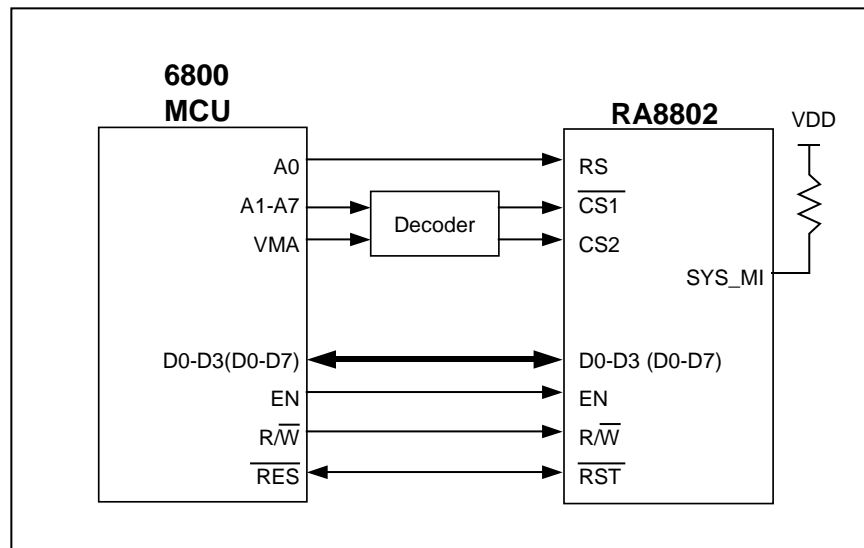 6800
MCU
RA8802
VDD
A0
RS
A1-A7
Decoder
CS1
VMA
CS2
SYS_MI
D0-D3(D0-D7)
D0-D3 (D0-D7)
EN
EN
R/W
R/W
RES
RST